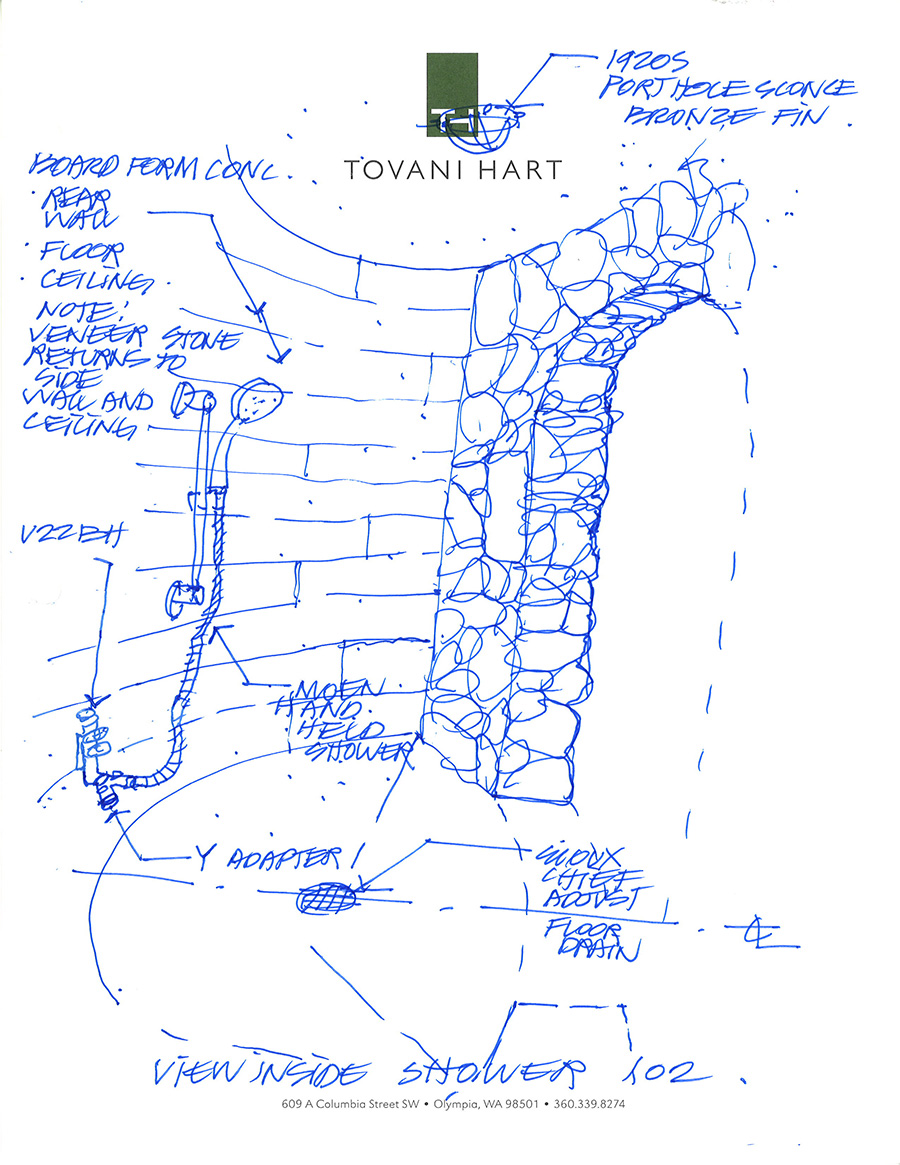 1920S
PORTHOLE SCONCE
BRONZE FIN.
TH
TOVANI HART
BOARD FORM CONC.
REAR
WALL
FLOOR
CEILING
NOTE:
VENEER STONE
RETURNS TO
SIDE
WALL AND
CEILING
V22BH
MOEN
HAND
HELD
SHOWER
Y ADAPTER
SIOUX
CHIEF
ADJUST
FLOOR
DRAIN
CL
VIEW INSIDE SHOWER 102.
609 A Columbia Street SW • Olympia, WA 98501 • 360.339.8274